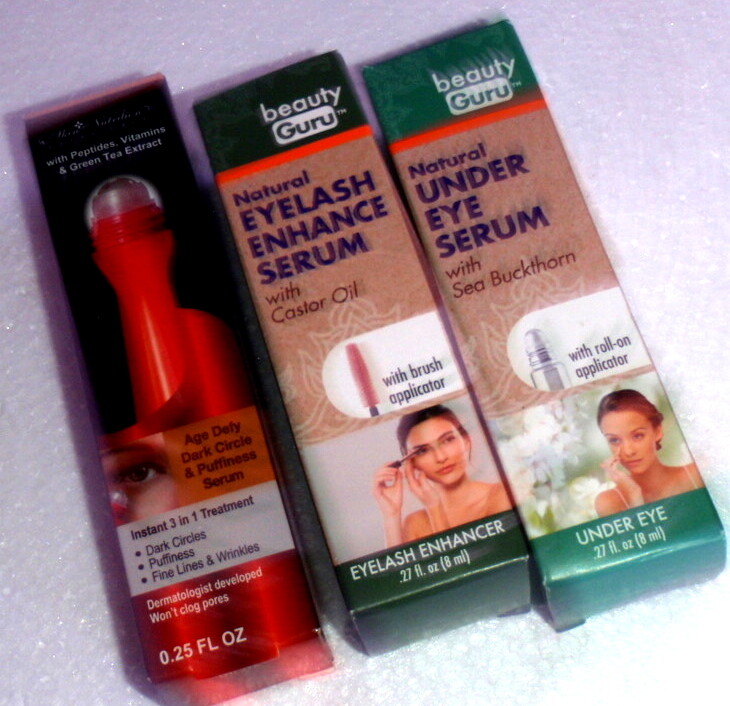 with Peptides, Vitamins
& Green Tea Extract
Age Defy
Dark Circle
& Puffiness
Serum
Instant 3 in 1 Treatment
• Dark Circles
• Puffiness
• Fine Lines & Wrinkles
Dermatologist developed
Won't clog pores
0.25 FL OZ
beauty
Guru™
Natural
EYELASH
ENHANCE
SERUM
with
Castor Oil
with brush
applicator
EYELASH ENHANCER
.27 fl. oz (8 ml)
beauty
Guru™
Natural
UNDER
EYE
SERUM
with
Sea Buckthorn
with roll-on
applicator
UNDER EYE
.27 fl. oz (8 ml)